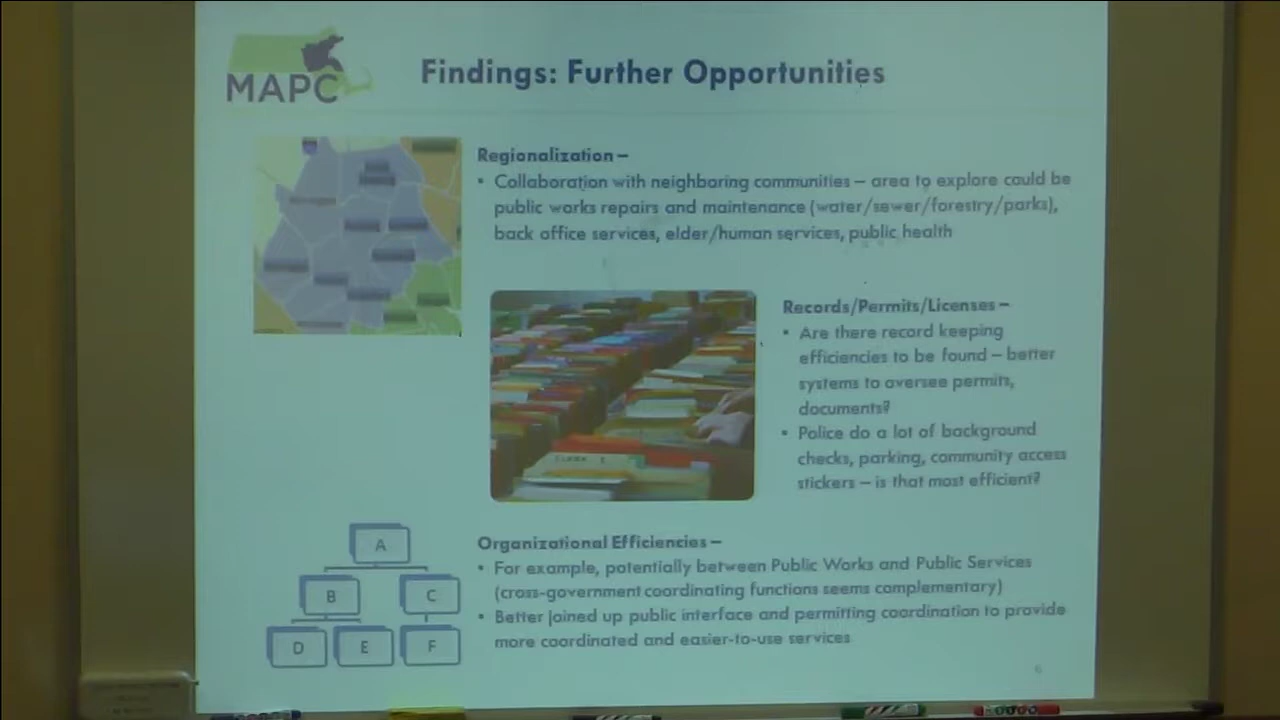 MAPC
Findings: Further Opportunities
Regionalization –
• Collaboration with neighboring communities – area to explore could be
public works repairs and maintenance (water/sewer/forestry/parks),
back office services, elder/human services, public health
Records/Permits/Licenses –
• Are there record keeping
efficiencies to be found – better
systems to oversee permits,
documents?
• Police do a lot of background
checks, parking, community access
stickers – is that most efficient?
A
B C
D E F
Organizational Efficiencies –
• For example, potentially between Public Works and Public Services
(cross-government coordinating functions seems complementary)
• Better joined up public interface and permitting coordination to provide
more coordinated and easier-to-use services
6